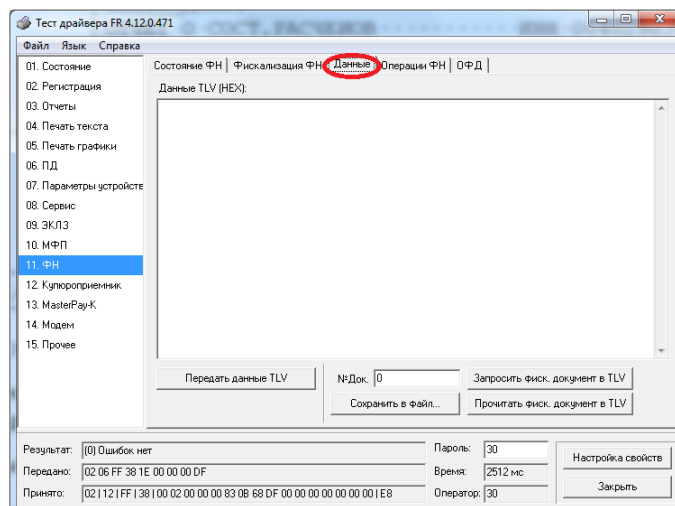 Тест драйвера FR 4.12.0.471
Файл Язык Справка
01. Состояние
02. Регистрация
03. Отчеты
04. Печать текста
05. Печать графики
06. ПД
07. Параметры устройств
08. Сервис
09. ЭКЛЗ
10. МФП
11. ФН
12. Купюроприемник
13. MasterPay-К
14. Модем
15. Прочее
Состояние ФН Фискализация ФН Данные Операции ФН ОФД
Данные TLV (HEX):
Передать данные TLV
№Док. 0
Запросить фиск. документ в TLV
Сохранить в файл...
Прочитать фиск. документ в TLV
Результат: (0) Ошибок нет
Передано: 02 06 FF 38 1E 00 00 00 DF
Принято: 02 | 12 | FF | 38 | 00 02 00 00 00 83 0B 68 DF 00 00 00 00 00 00 00 | E8
Пароль: 30
Время: 2512 мс
Оператор: 30
Настройка свойств
Закрыть